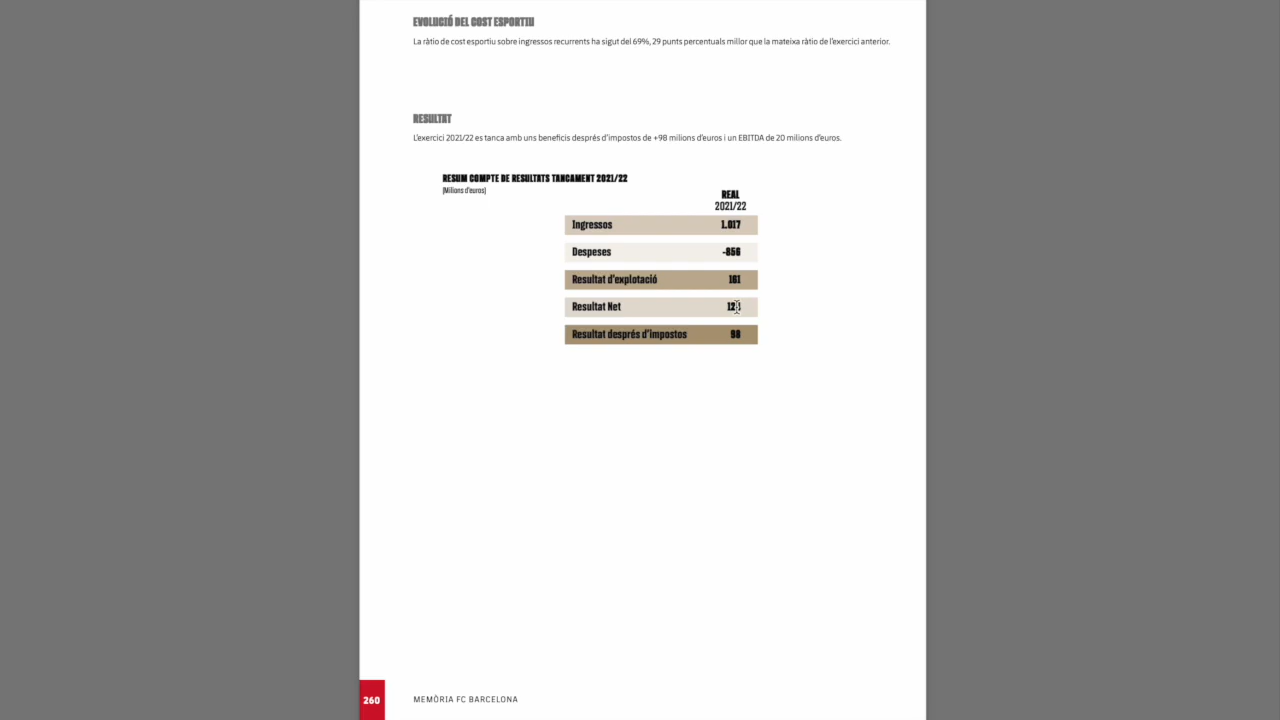 EVOLUCIÓ DEL COST ESPORTIU
La ràtio de cost esportiu sobre ingressos recurrents ha sigut del 69%, 29 punts percentuals millor que la mateixa ràtio de l'exercici anterior.
RESULTAT
L'exercici 2021/22 es tanca amb uns beneficis després d'impostos de +98 milions d'euros i un EBITDA de 20 milions d'euros.
RESUM COMPTE DE RESULTATS TANCAMENT 2021/22
(Milions d'euros)
REAL
2021/22
Ingressos 1.017
Despeses -856
Resultat d'explotació 161
Resultat Net
Resultat després d'impostos 98
260 MEMÒRIA FC BARCELONA